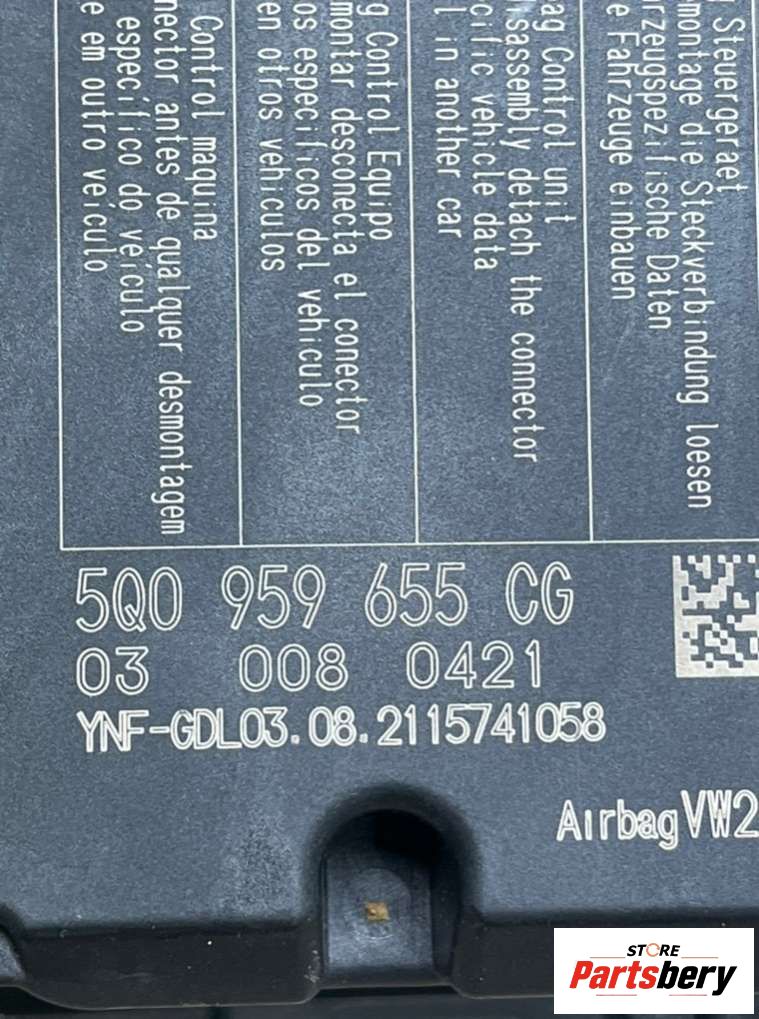 g Steuergeraet
montage die Steckverbindung loesen
rzeugspezifische Daten
e Fahrzeuge einbauen
ag Control unit
sassembly detach the connector
cific vehicle data
l in another car
g Control Equipo
montar desconecta el conector
os especificos del vehiculo
en otros vehiculos
Control maquina
nector antes de qualquer desmontagem
específico do veículo
e em outro veículo
5Q0 959 655 CG
03 008 0421
YNF-GDL03.08.2115741058
AirbagVW2
STORE
Partsbery